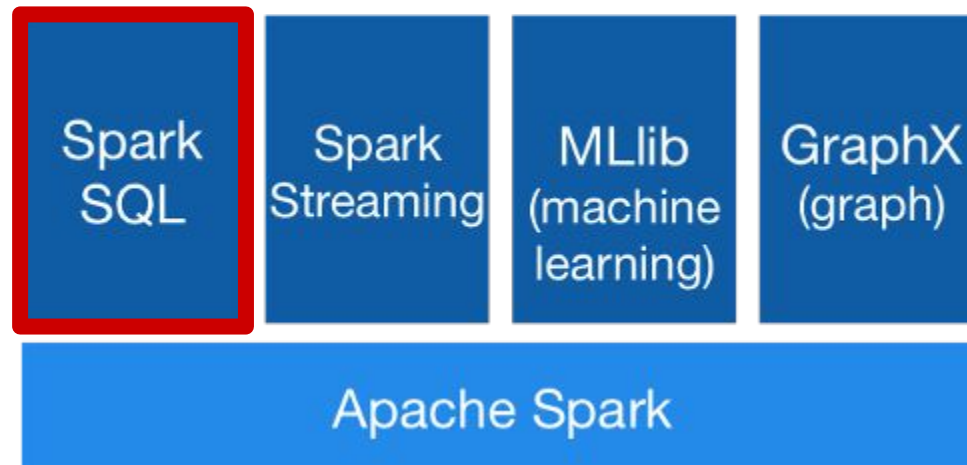 Spark
SQL
Spark
Streaming
MLlib
(machine
learning)
GraphX
(graph)
Apache Spark